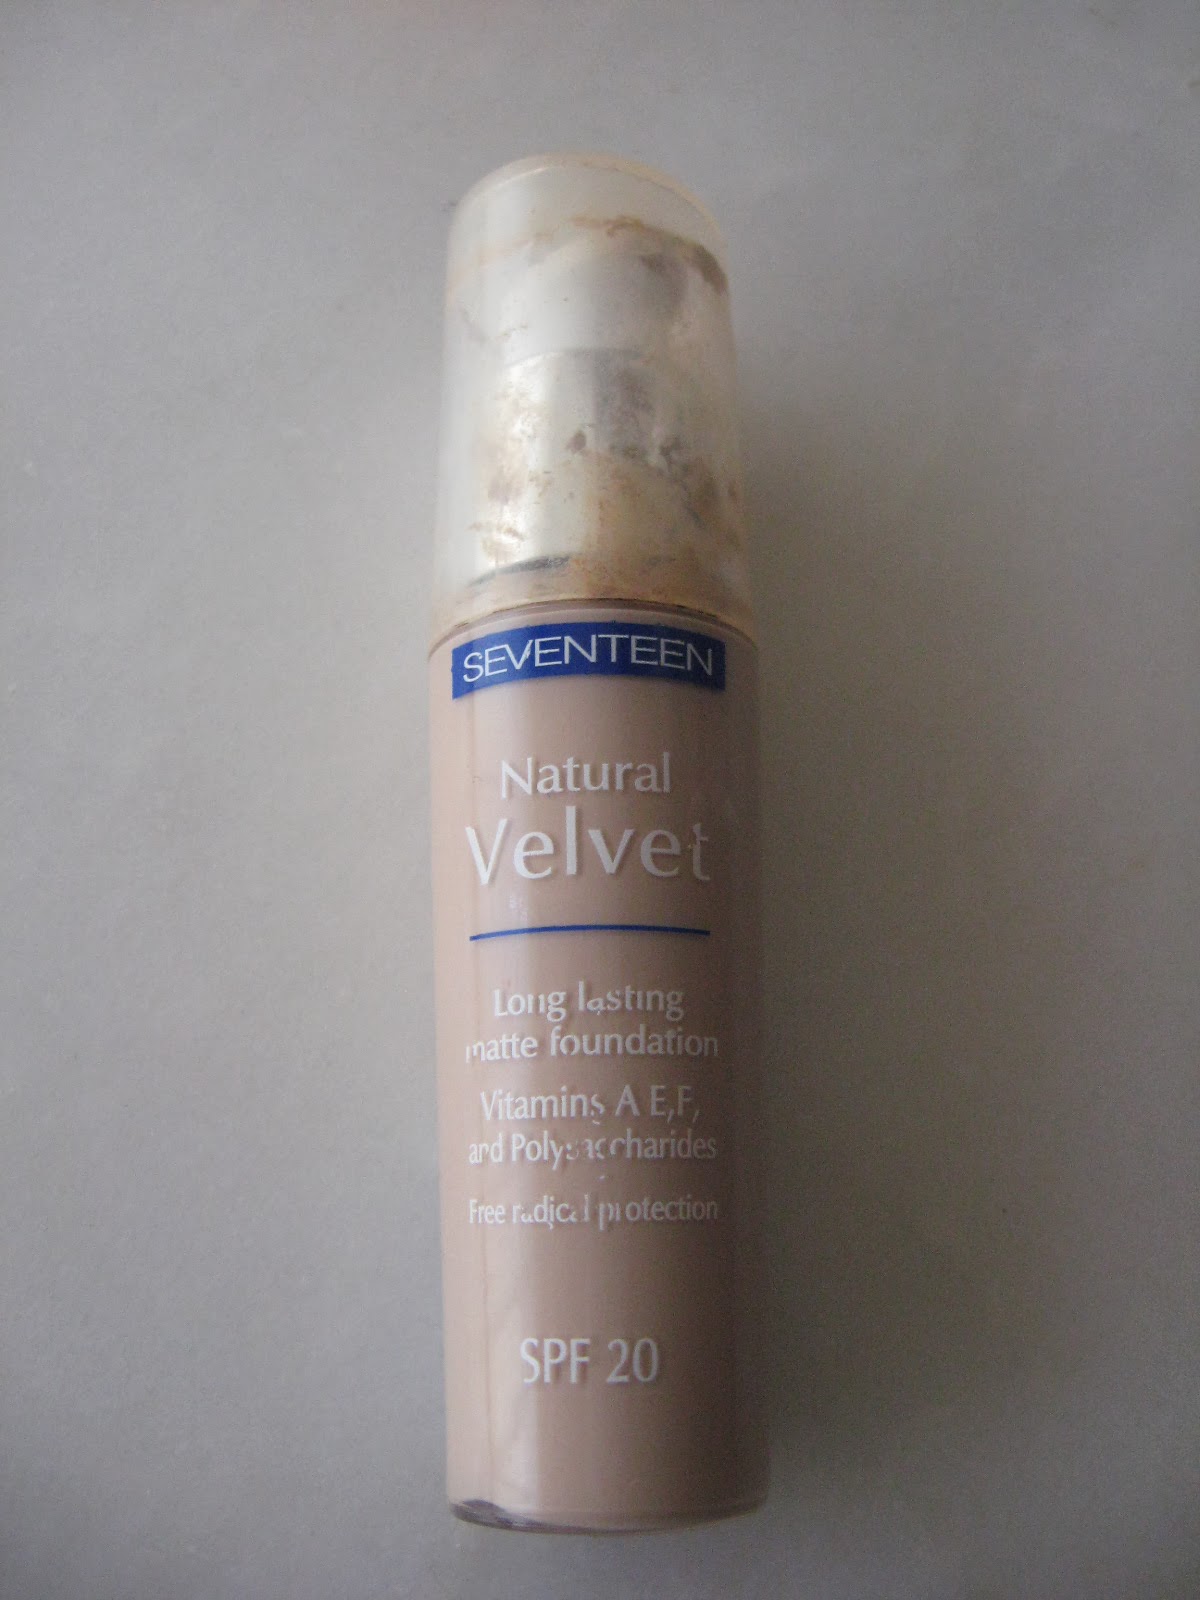 SEVENTEEN
Natural
Velvet
Long lasting
matte foundation
Vitamins A E,F,
and Polysaccharides
Free radical protection
SPF 20